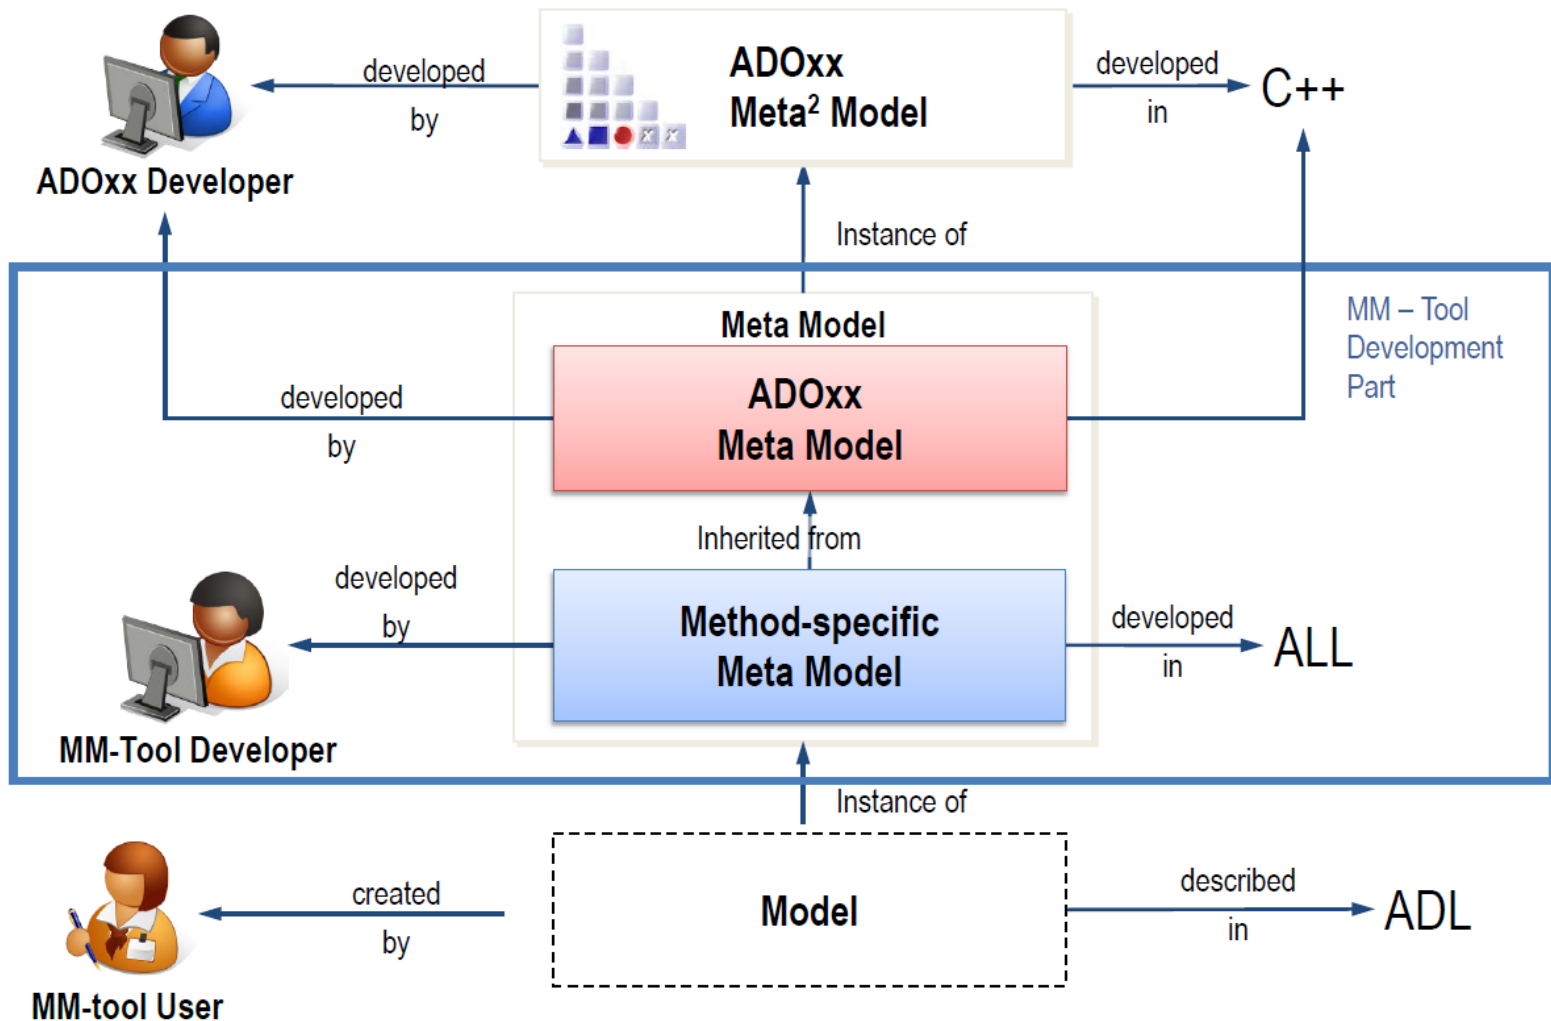 developed
by
ADOxx
Meta² Model
developed
in
C++
ADOxx Developer
Instance of
MM – Tool
Development
Part
Meta Model
ADOxx
Meta Model
developed
by
Inherited from
developed
by
Method-specific
Meta Model
developed
in
ALL
MM-Tool Developer
Instance of
created
by
Model
described
in
ADL
MM-tool User